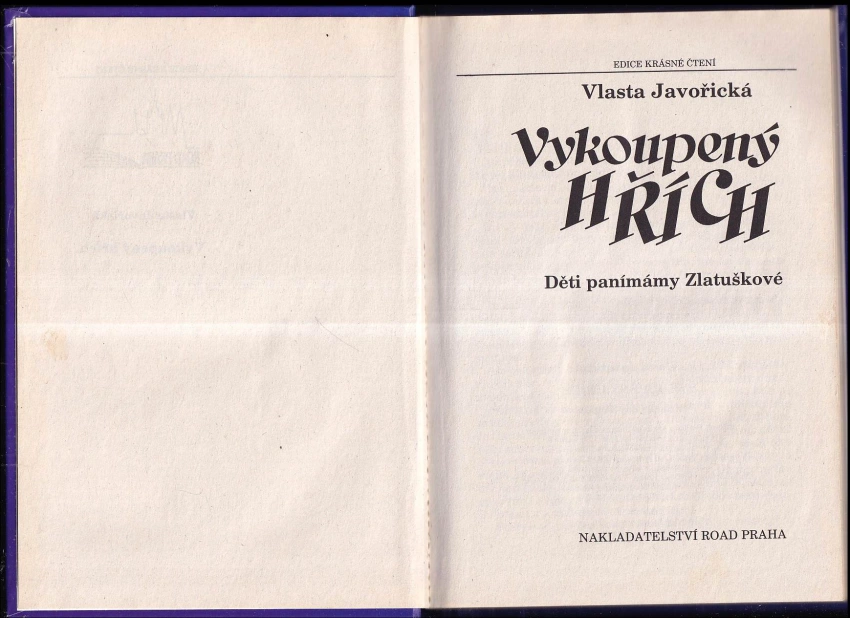 EDICE KRÁSNÉ ČTENÍ
Vlasta Javořická
Vykoupený
HŘÍCH
Děti panímámy Zlatuškové
NAKLADATELSTVÍ ROAD PRAHA